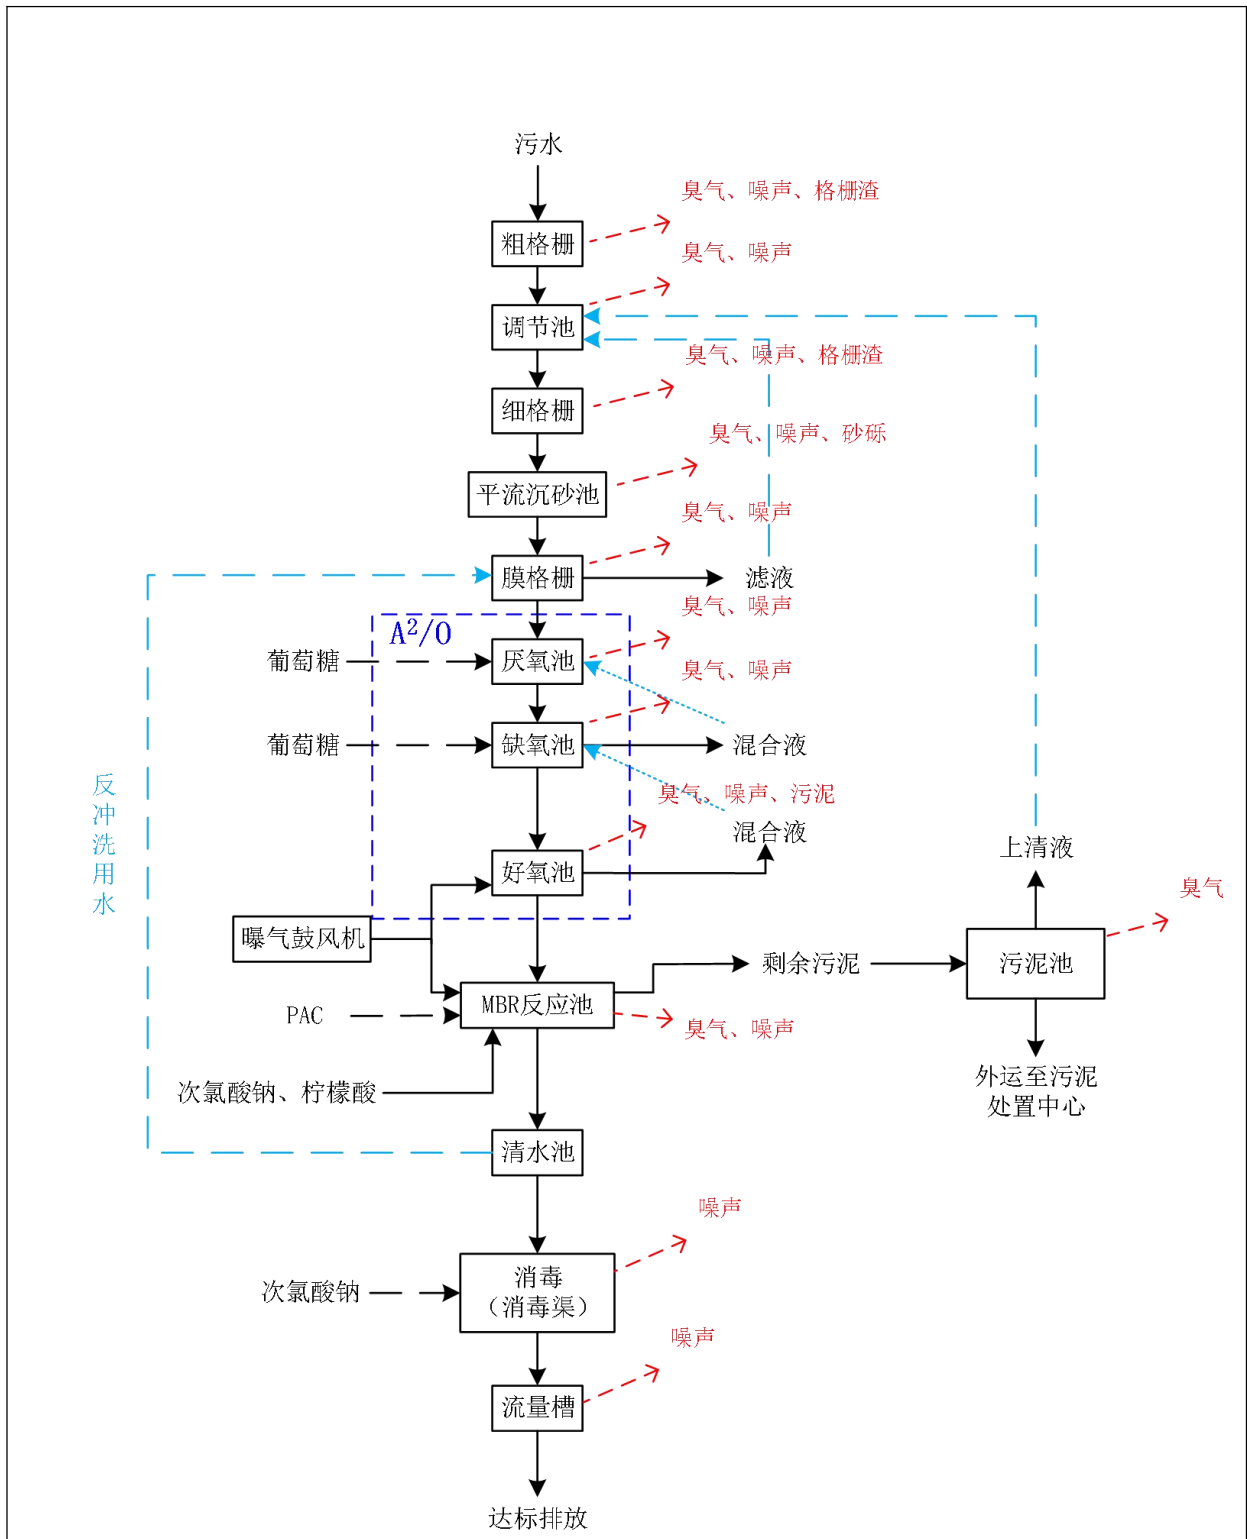 污水
臭气、噪声、格栅渣
粗格栅
臭气、噪声
调节池
臭气、噪声、格栅渣
细格栅
臭气、噪声、砂砾
平流沉砂池
臭气、噪声
膜格栅
滤液
臭气、噪声
A²/O
葡萄糖
厌氧池
臭气、噪声
葡萄糖
缺氧池
混合液
反冲洗用水
臭气、噪声、污泥
混合液
好氧池
上清液
臭气
曝气鼓风机
剩余污泥
污泥池
MBR反应池
PAC
臭气、噪声
次氯酸钠、柠檬酸
外运至污泥
处置中心
清水池
噪声
消毒
（消毒渠）
次氯酸钠
噪声
流量槽
达标排放